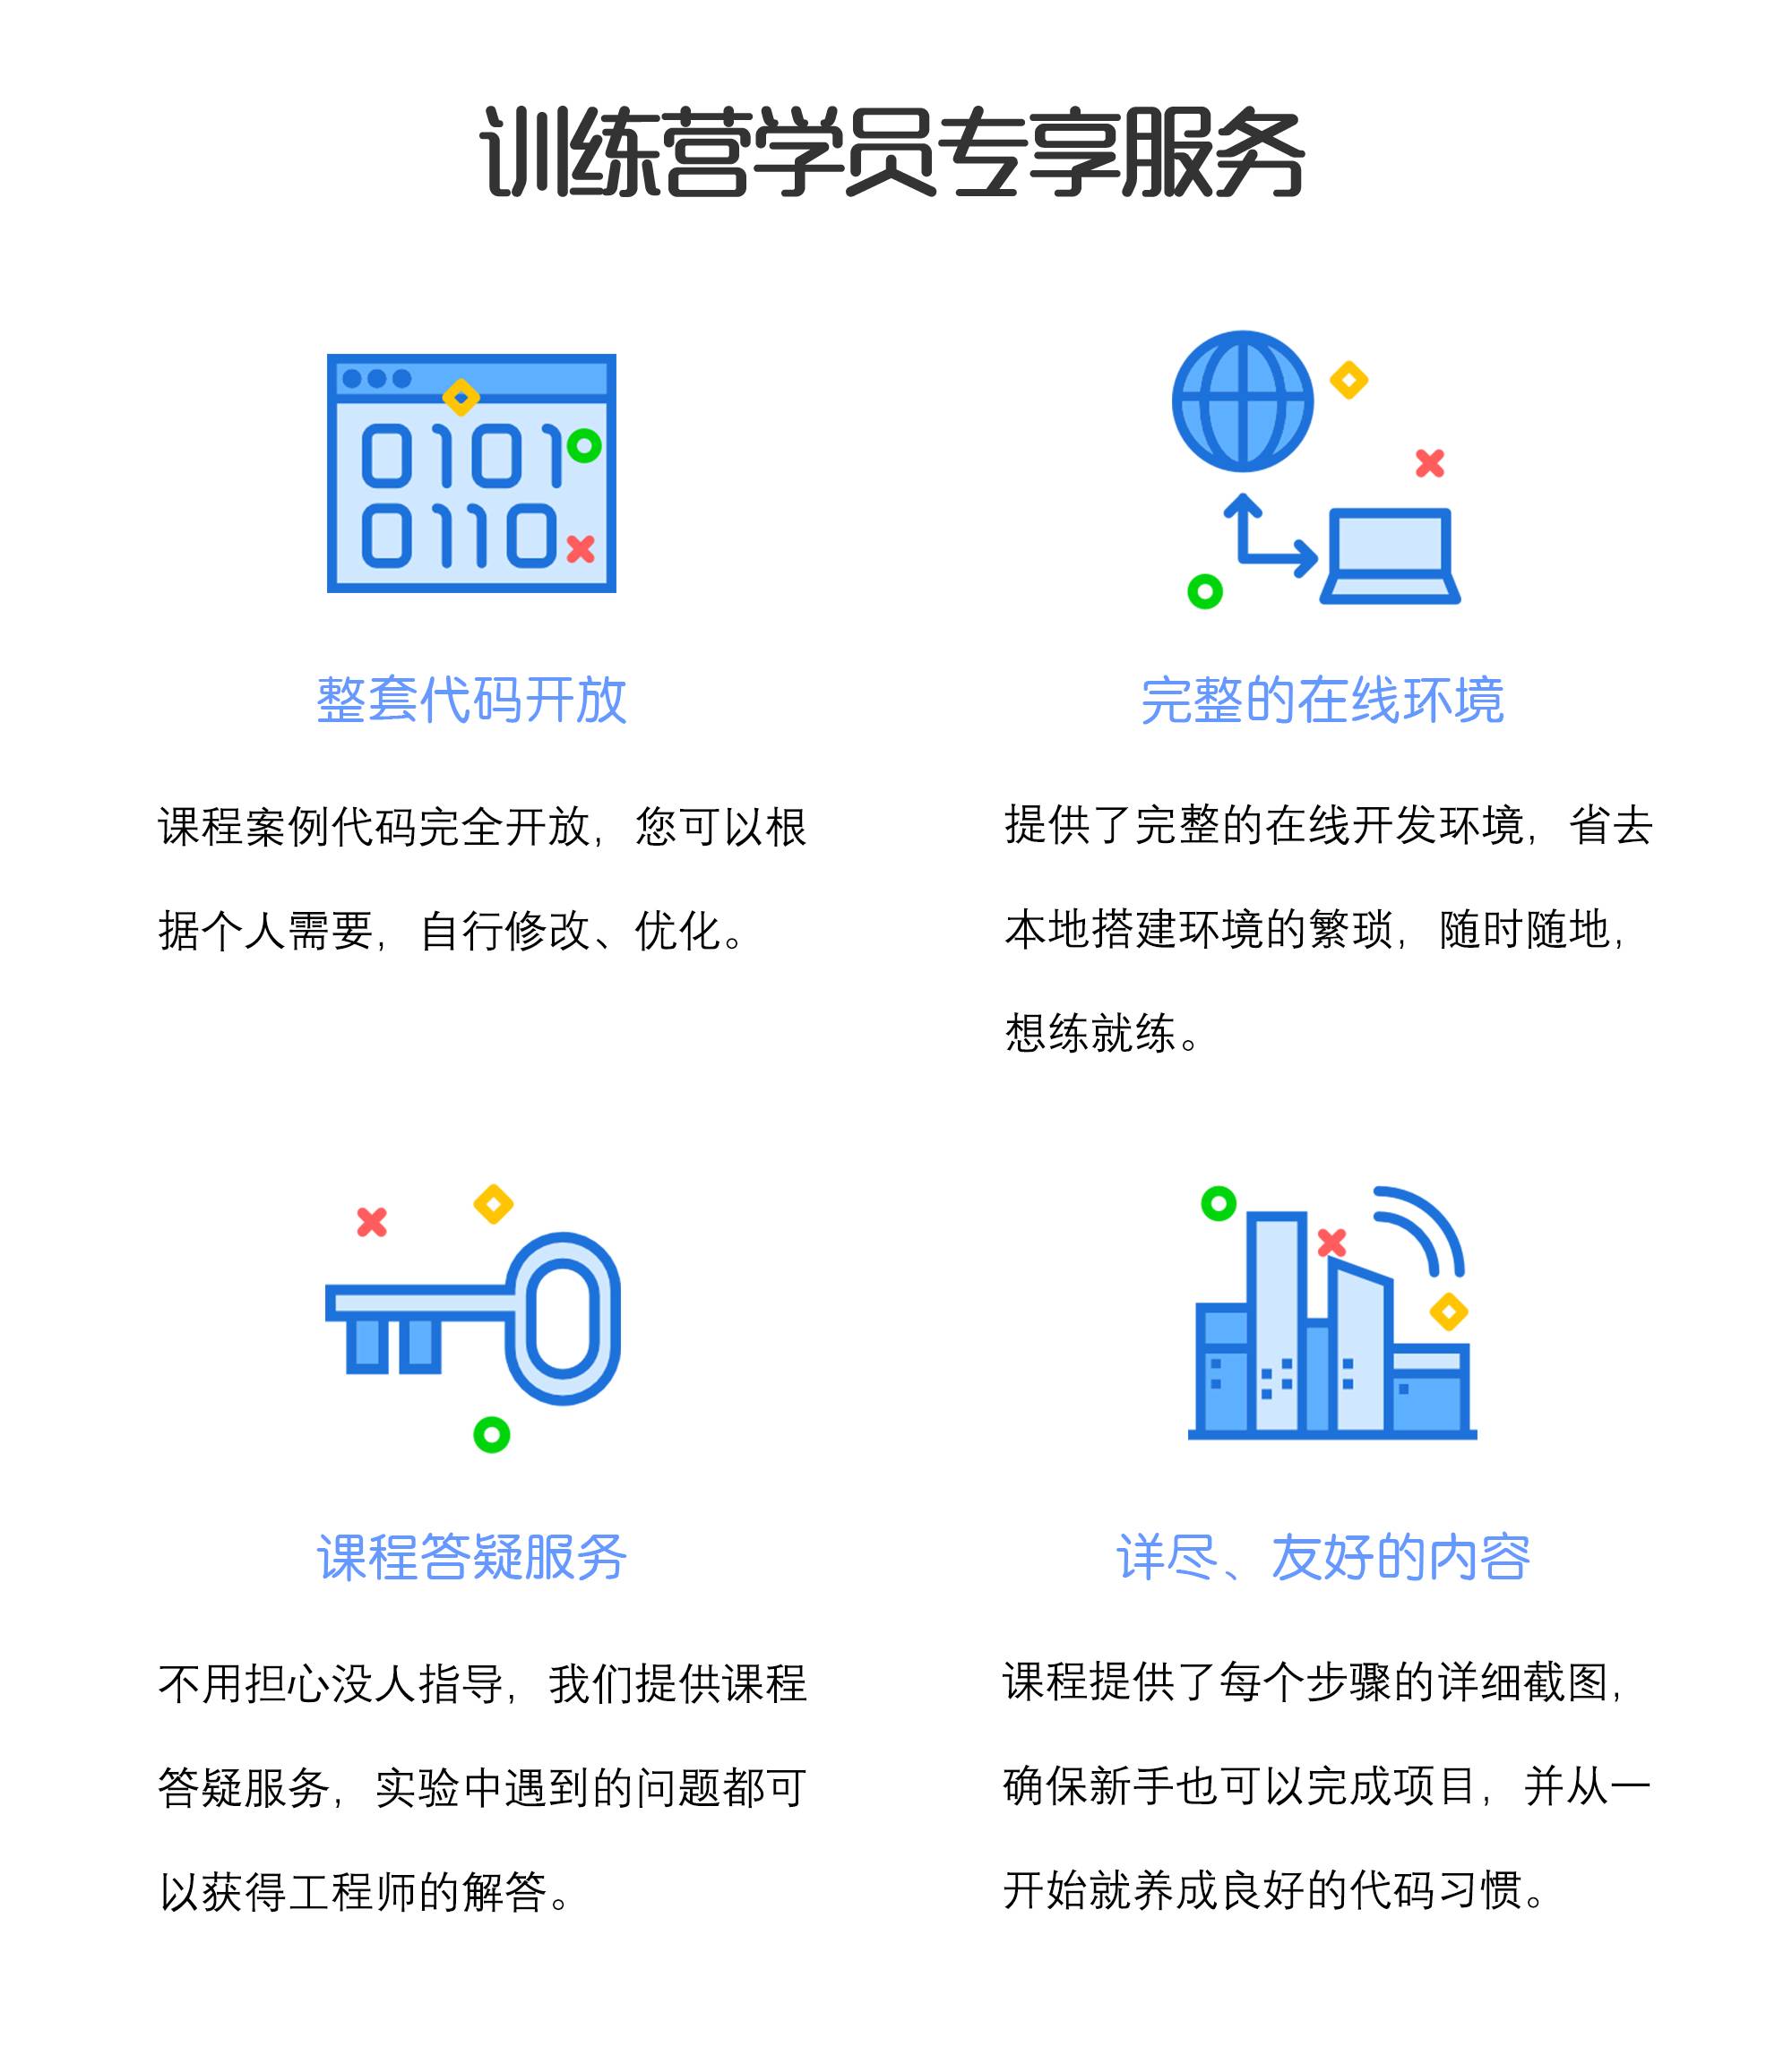 训练营学员专享服务
0101
0110
整套代码开放
课程案例代码完全开放，您可以根
据个人需要，自行修改、优化。
完整的在线环境
提供了完整的在线开发环境，省去
本地搭建环境的繁琐，随时随地，
想练就练。
课程答疑服务
不用担心没人指导，我们提供课程
答疑服务，实验中遇到的问题都可
以获得工程师的解答。
详尽、友好的内容
课程提供了每个步骤的详细截图，
确保新手也可以完成项目，并从一
开始就养成良好的代码习惯。